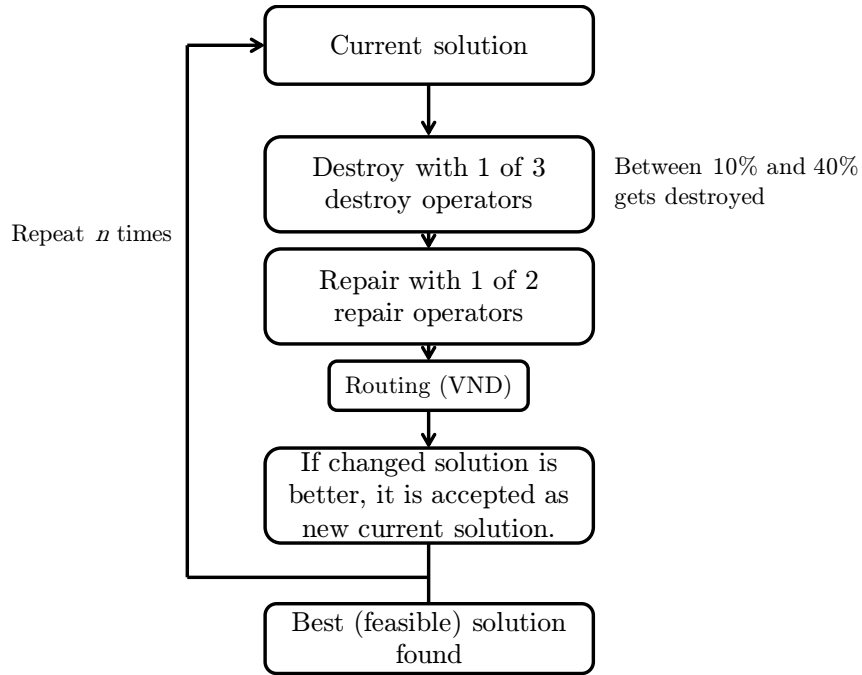 Current solution
Destroy with 1 of 3
destroy operators
Between 10% and 40%
gets destroyed
Repeat n times
Repair with 1 of 2
repair operators
Routing (VND)
If changed solution is
better, it is accepted as
new current solution.
Best (feasible) solution
found